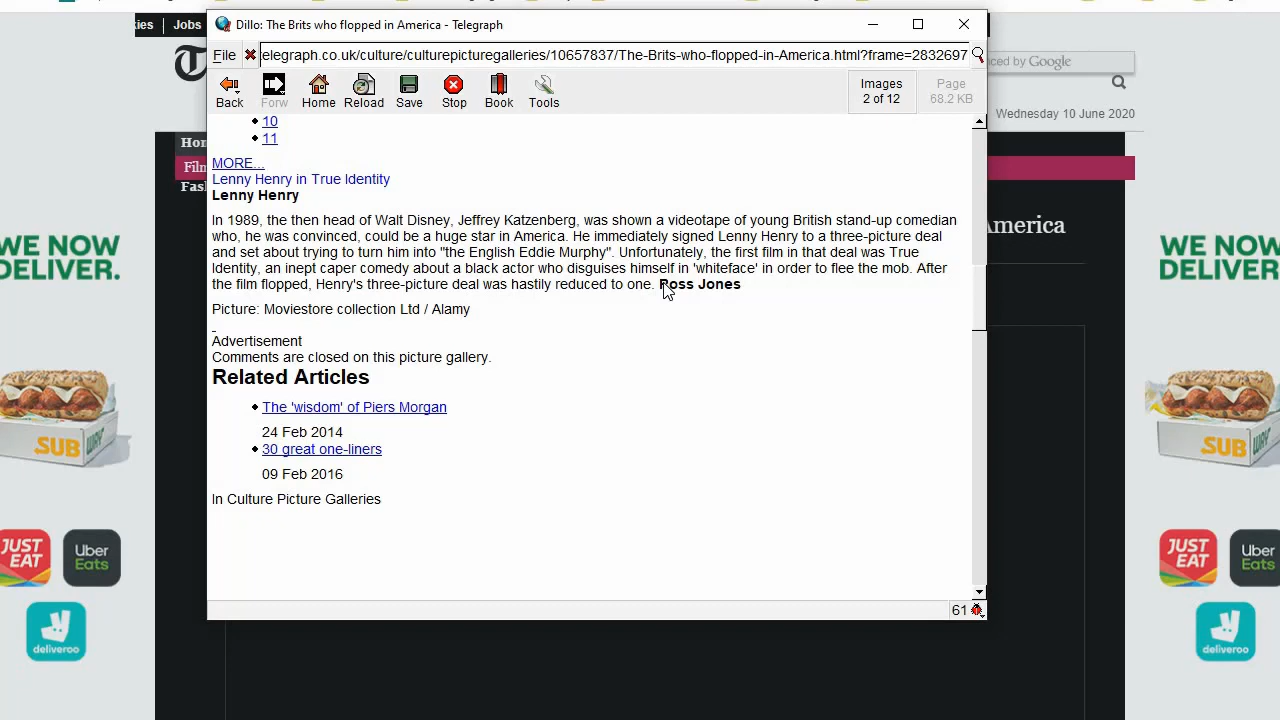 kies
Jobs
Dillo: The Brits who flopped in America - Telegraph
File
elegraph.co.uk/culture/culturepicturegalleries/10657837/The-Brits-who-flopped-in-America.html?frame=2832697
nced by Google
Back
Forw
Home
Reload
Save
Stop
Book
Tools
Images
2 of 12
Page
68.2 KB
Wednesday 10 June 2020
Hom
Film
Fash
America
• 10
• 11
MORE...
Lenny Henry in True Identity
Lenny Henry
In 1989, the then head of Walt Disney, Jeffrey Katzenberg, was shown a videotape of young British stand-up comedian
who, he was convinced, could be a huge star in America. He immediately signed Lenny Henry to a three-picture deal
and set about trying to turn him into "the English Eddie Murphy". Unfortunately, the first film in that deal was True
Identity, an inept caper comedy about a black actor who disguises himself in 'whiteface' in order to flee the mob. After
the film flopped, Henry's three-picture deal was hastily reduced to one. Ross Jones
Picture: Moviestore collection Ltd / Alamy
Advertisement
Comments are closed on this picture gallery.
Related Articles
• The 'wisdom' of Piers Morgan
24 Feb 2014
• 30 great one-liners
09 Feb 2016
In Culture Picture Galleries
61
WE NOW
DELIVER.
SUB
WAY
JUST
EAT
Uber
Eats
deliveroo
WE NOW
DELIVER
SUB
WAY
JUST
EAT
Uber
Eats
deliveroo